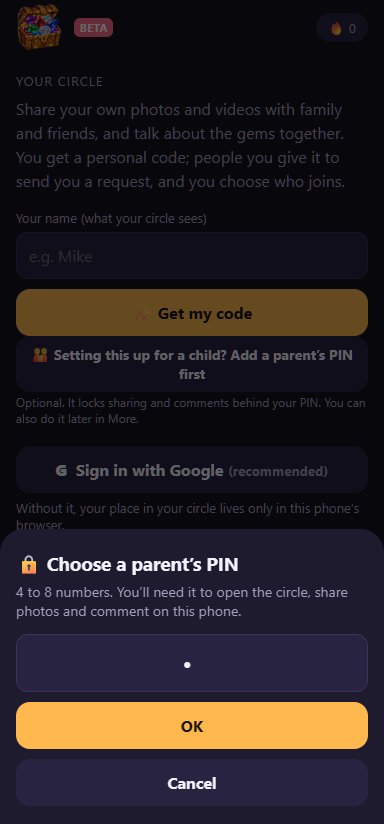 BETA
0
YOUR CIRCLE
Share your own photos and videos with family
and friends, and talk about the gems together.
You get a personal code; people you give it to
send you a request, and you choose who joins.
Your name (what your circle sees)
e.g. Mike
Get my code
Setting this up for a child? Add a parent’s PIN
first
Optional. It locks sharing and comments behind your PIN. You can
also do it later in More.
G Sign in with Google (recommended)
Without it, your place in your circle lives only in this phone’s
browser.
Choose a parent’s PIN
4 to 8 numbers. You’ll need it to open the circle, share
photos and comment on this phone.
OK
Cancel